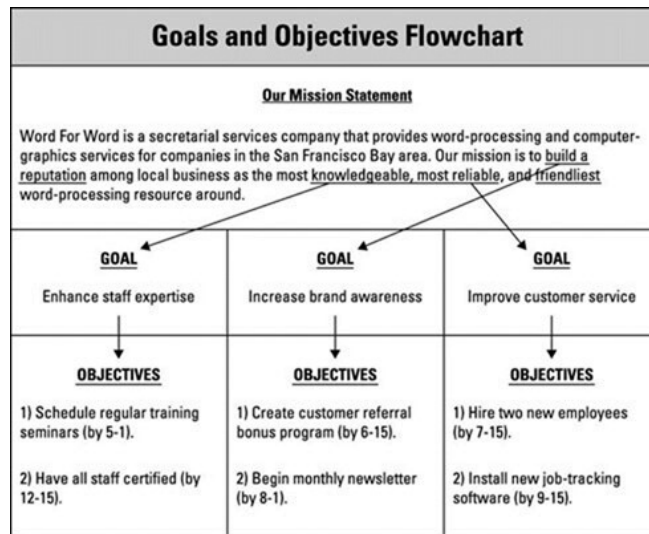 Goals and Objectives Flowchart
Our Mission Statement
Word For Word is a secretarial services company that provides word-processing and computer-
graphics services for companies in the San Francisco Bay area. Our mission is to build a
reputation among local business as the most knowledgeable, most reliable, and friendliest
word-processing resource around.
GOAL
Enhance staff expertise
OBJECTIVES
1) Schedule regular training
seminars (by 5-1).
2) Have all staff certified (by
12-15).
GOAL
Increase brand awareness
OBJECTIVES
1) Create customer referral
bonus program (by 6-15).
2) Begin monthly newsletter
(by 8-1).
GOAL
Improve customer service
OBJECTIVES
1) Hire two new employees
(by 7-15).
2) Install new job-tracking
software (by 9-15).